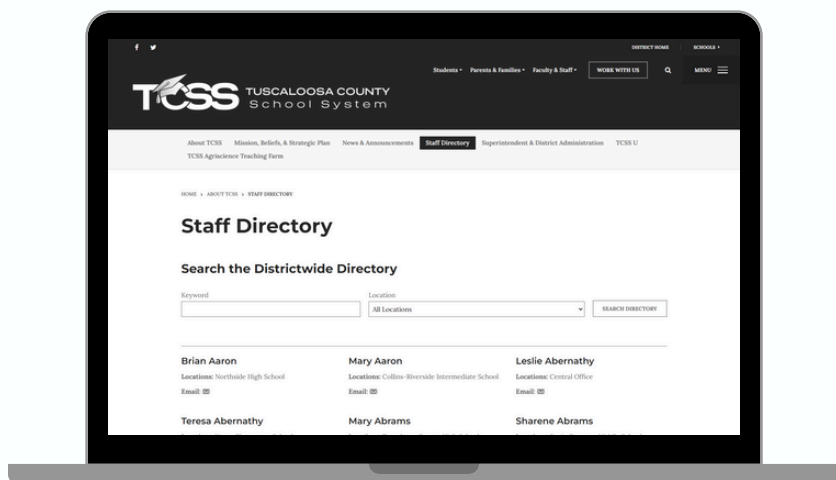 DISTRICT HOME SCHOOLS
Students Parents & Families Faculty & Staff WORK WITH US MENU
TCSS TUSCALOOSA COUNTY
School System
About TCSS Mission, Beliefs, & Strategic Plan News & Announcements Staff Directory Superintendent & District Administration TCSS U
TCSS Agriscience Teaching Farm
HOME > ABOUT TCSS > STAFF DIRECTORY
Staff Directory
Search the Districtwide Directory
Keyword Location
All Locations SEARCH DIRECTORY
Brian Aaron Mary Aaron Leslie Abernathy
Locations: Northside High School Locations: Collins-Riverside Intermediate School Locations: Central Office
Email: Email: Email:
Teresa Abernathy Mary Abrams Sharene Abrams